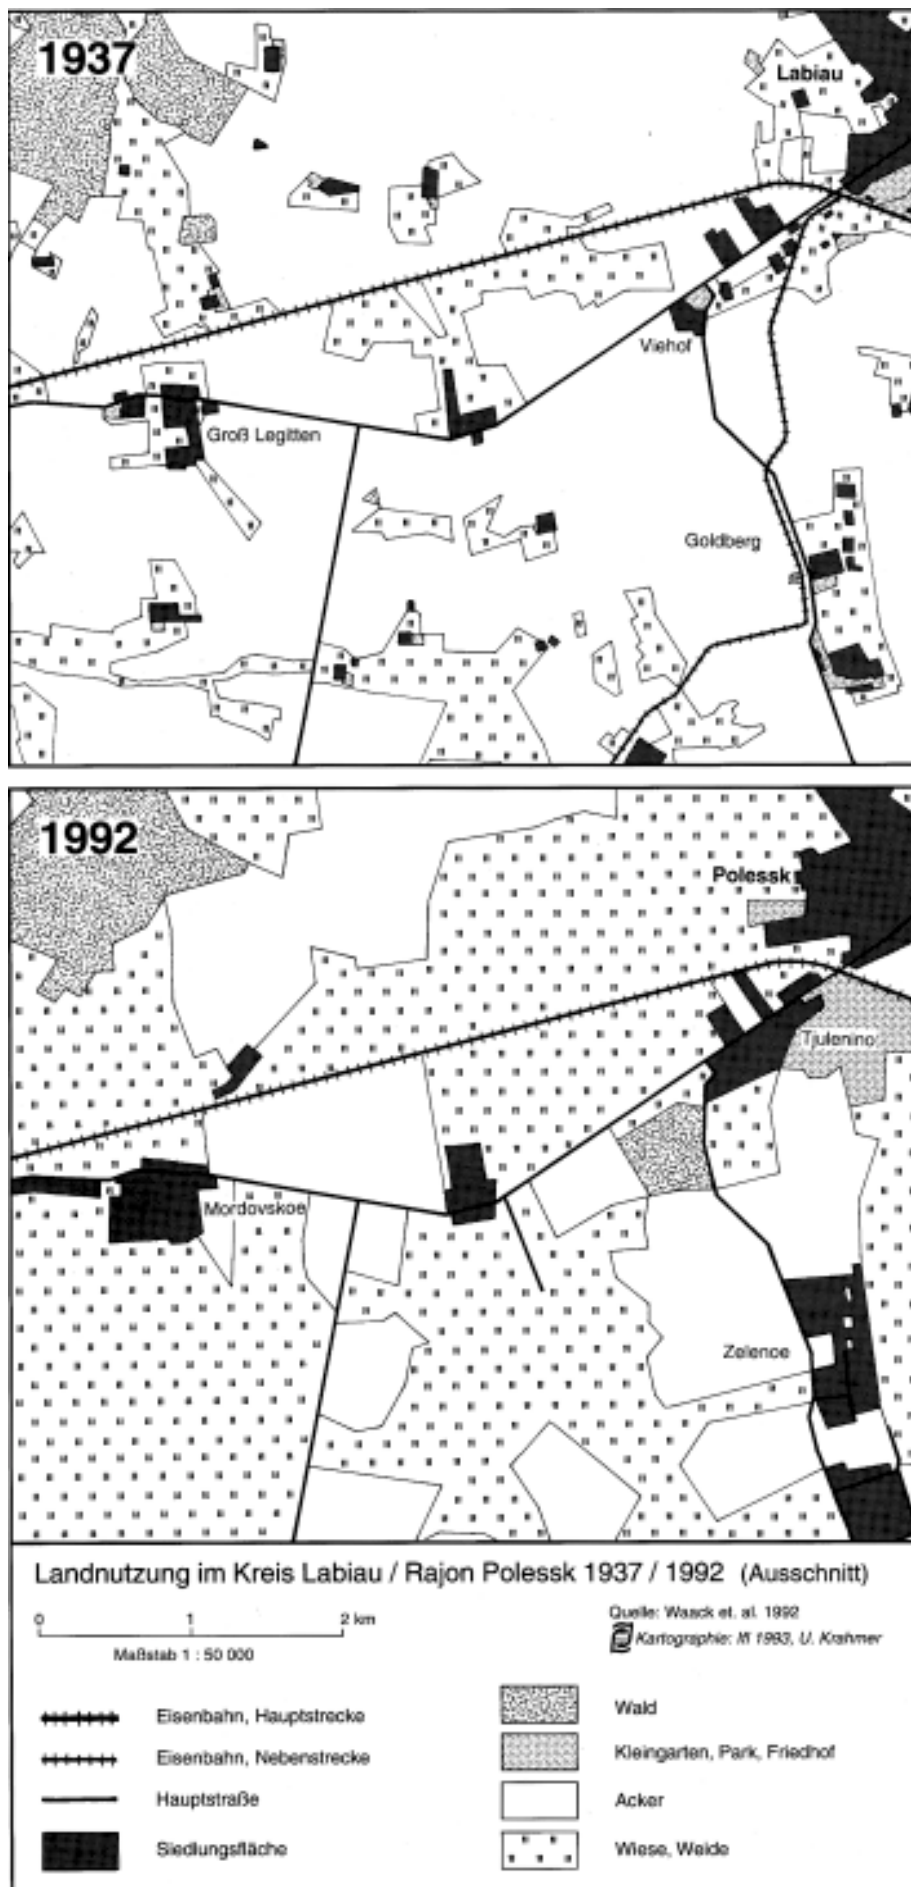 1937
Labiau
Viehof
Groß Legitten
Goldberg
1992
Polessk
Tjulenino
Mordovskoe
Zelenoe
Landnutzung im Kreis Labiau / Rajon Polessk 1937 / 1992 (Ausschnitt)
0 1 2 km
Maßstab 1 : 50 000
Quelle: Waack et. al. 1992
Kartographie: IfL 1993, U. Krahmer
Eisenbahn, Hauptstrecke
Eisenbahn, Nebenstrecke
Hauptstraße
Siedlungsfläche
Wald
Kleingarten, Park, Friedhof
Acker
Wiese, Weide